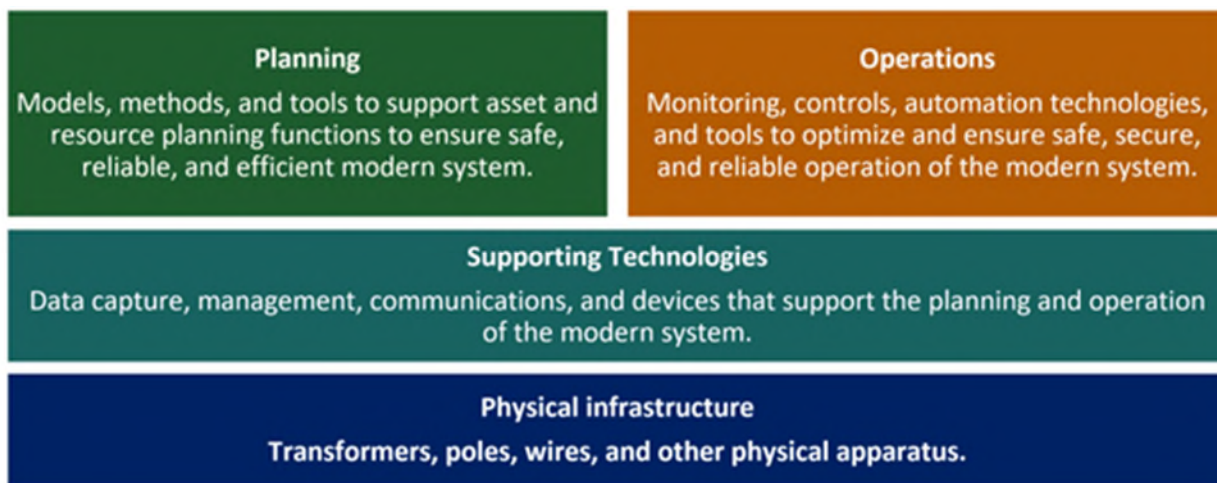 Planning
Models, methods, and tools to support asset and
resource planning functions to ensure safe,
reliable, and efficient modern system.
Operations
Monitoring, controls, automation technologies,
and tools to optimize and ensure safe, secure,
and reliable operation of the modern system.
Supporting Technologies
Data capture, management, communications, and devices that support the planning and operation
of the modern system.
Physical infrastructure
Transformers, poles, wires, and other physical apparatus.